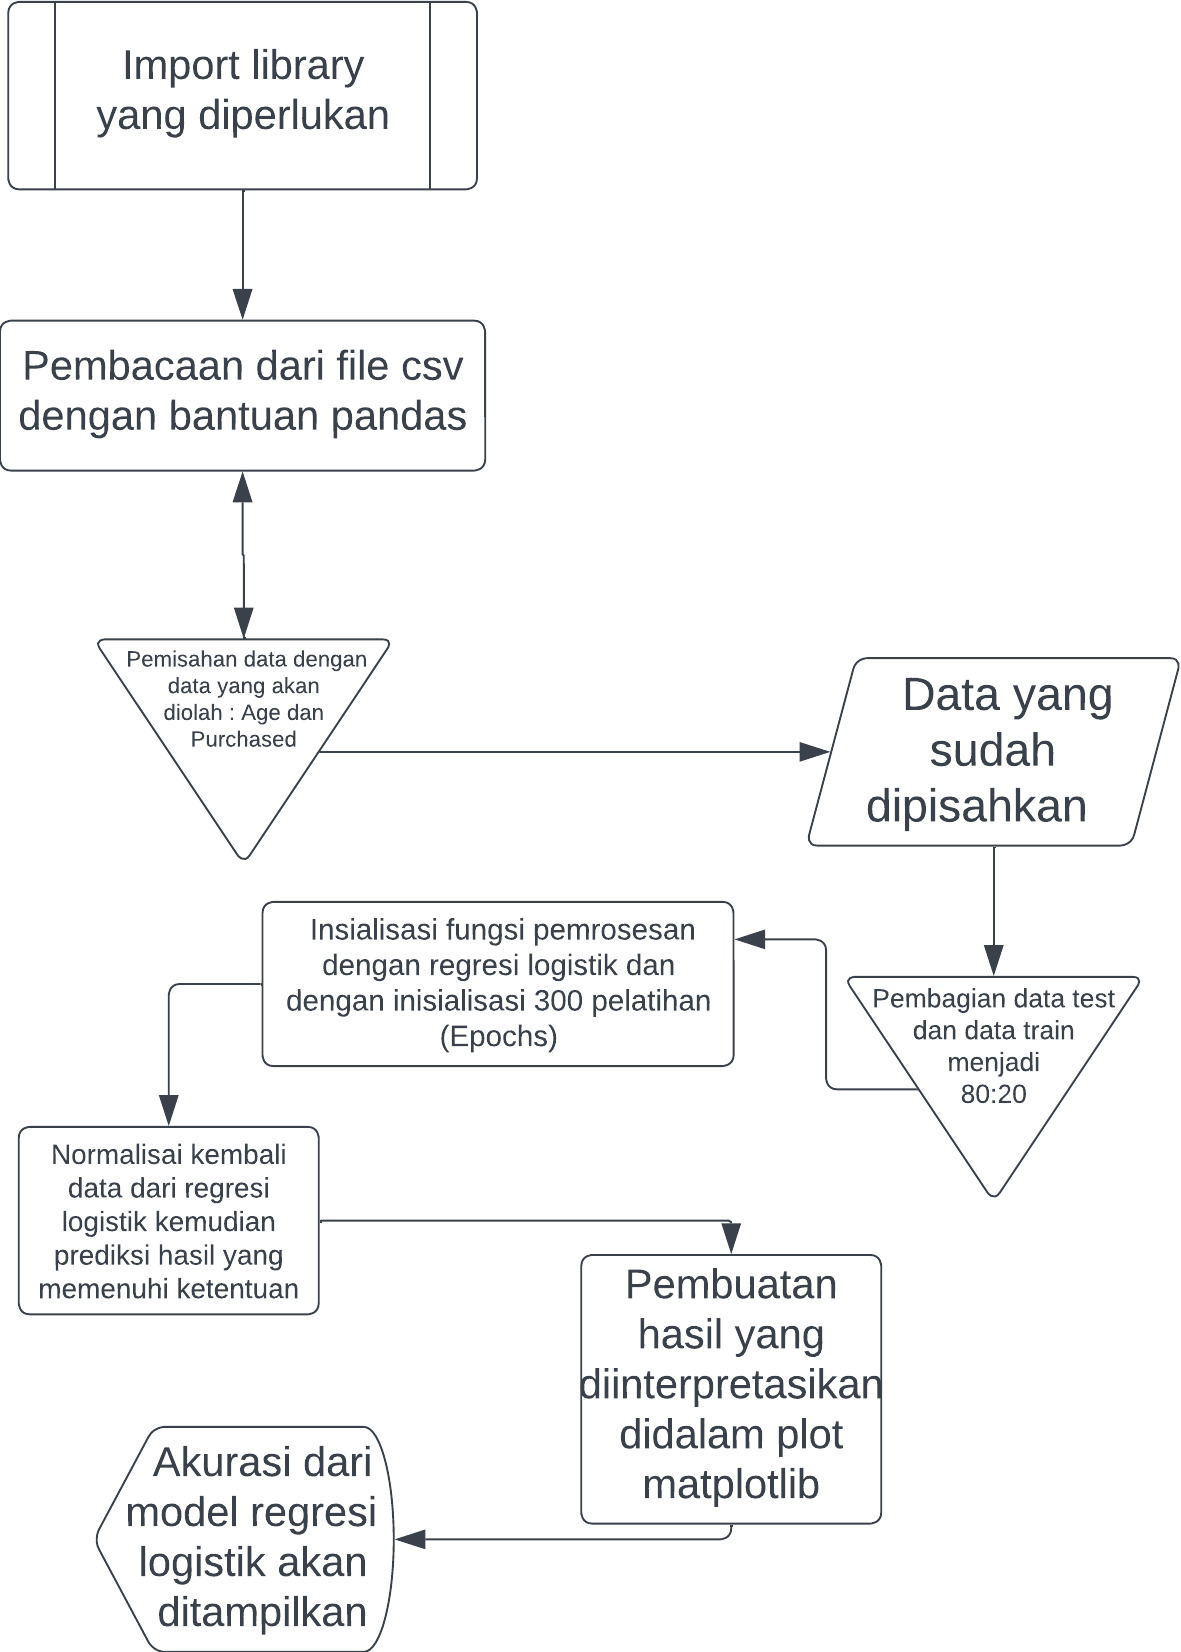 Import library
yang diperlukan
Pembacaan dari file csv
dengan bantuan pandas
Pemisahan data dengan
data yang akan
diolah : Age dan
Purchased
Data yang
sudah
dipisahkan
Pembagian data test
dan data train
menjadi
80:20
Insialisasi fungsi pemrosesan
dengan regresi logistik dan
dengan inisialisasi 300 pelatihan
(Epochs)
Normalisai kembali
data dari regresi
logistik kemudian
prediksi hasil yang
memenuhi ketentuan
Pembuatan
hasil yang
diinterpretasikan
didalam plot
matplotlib
Akurasi dari
model regresi
logistik akan
ditampilkan